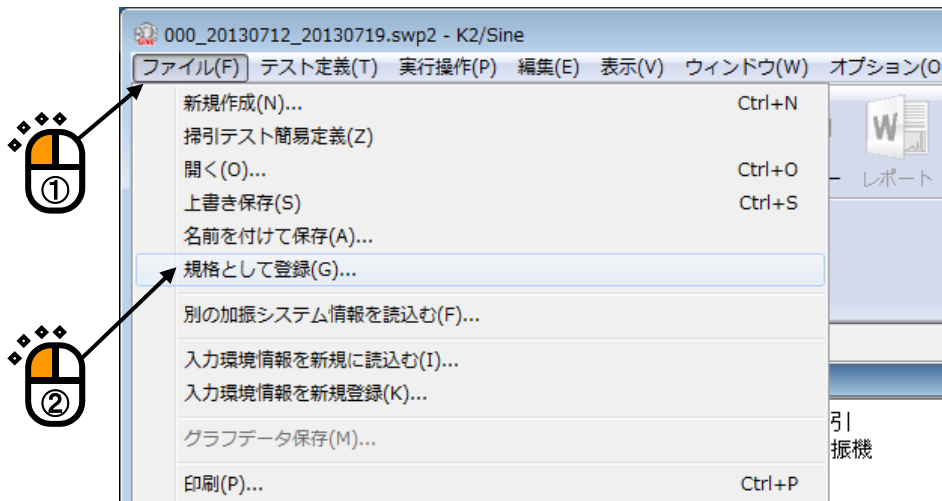 000_20130712_20130719.swp2 - K2/Sine
ファイル(F) テスト定義(T) 実行操作(P) 編集(E) 表示(V) ウィンドウ(W) オプション(O
新規作成(N)... Ctrl+N
掃引テスト簡易定義(Z)
開く(O)... Ctrl+O
上書き保存(S) Ctrl+S
名前を付けて保存(A)...
規格として登録(G)...
別の加振システム情報を読込む(F)...
入力環境情報を新規に読込む(I)...
入力環境情報を新規登録(K)...
グラフデータ保存(M)...
印刷(P)... Ctrl+P
①
②
W
ー レポート
引
振機